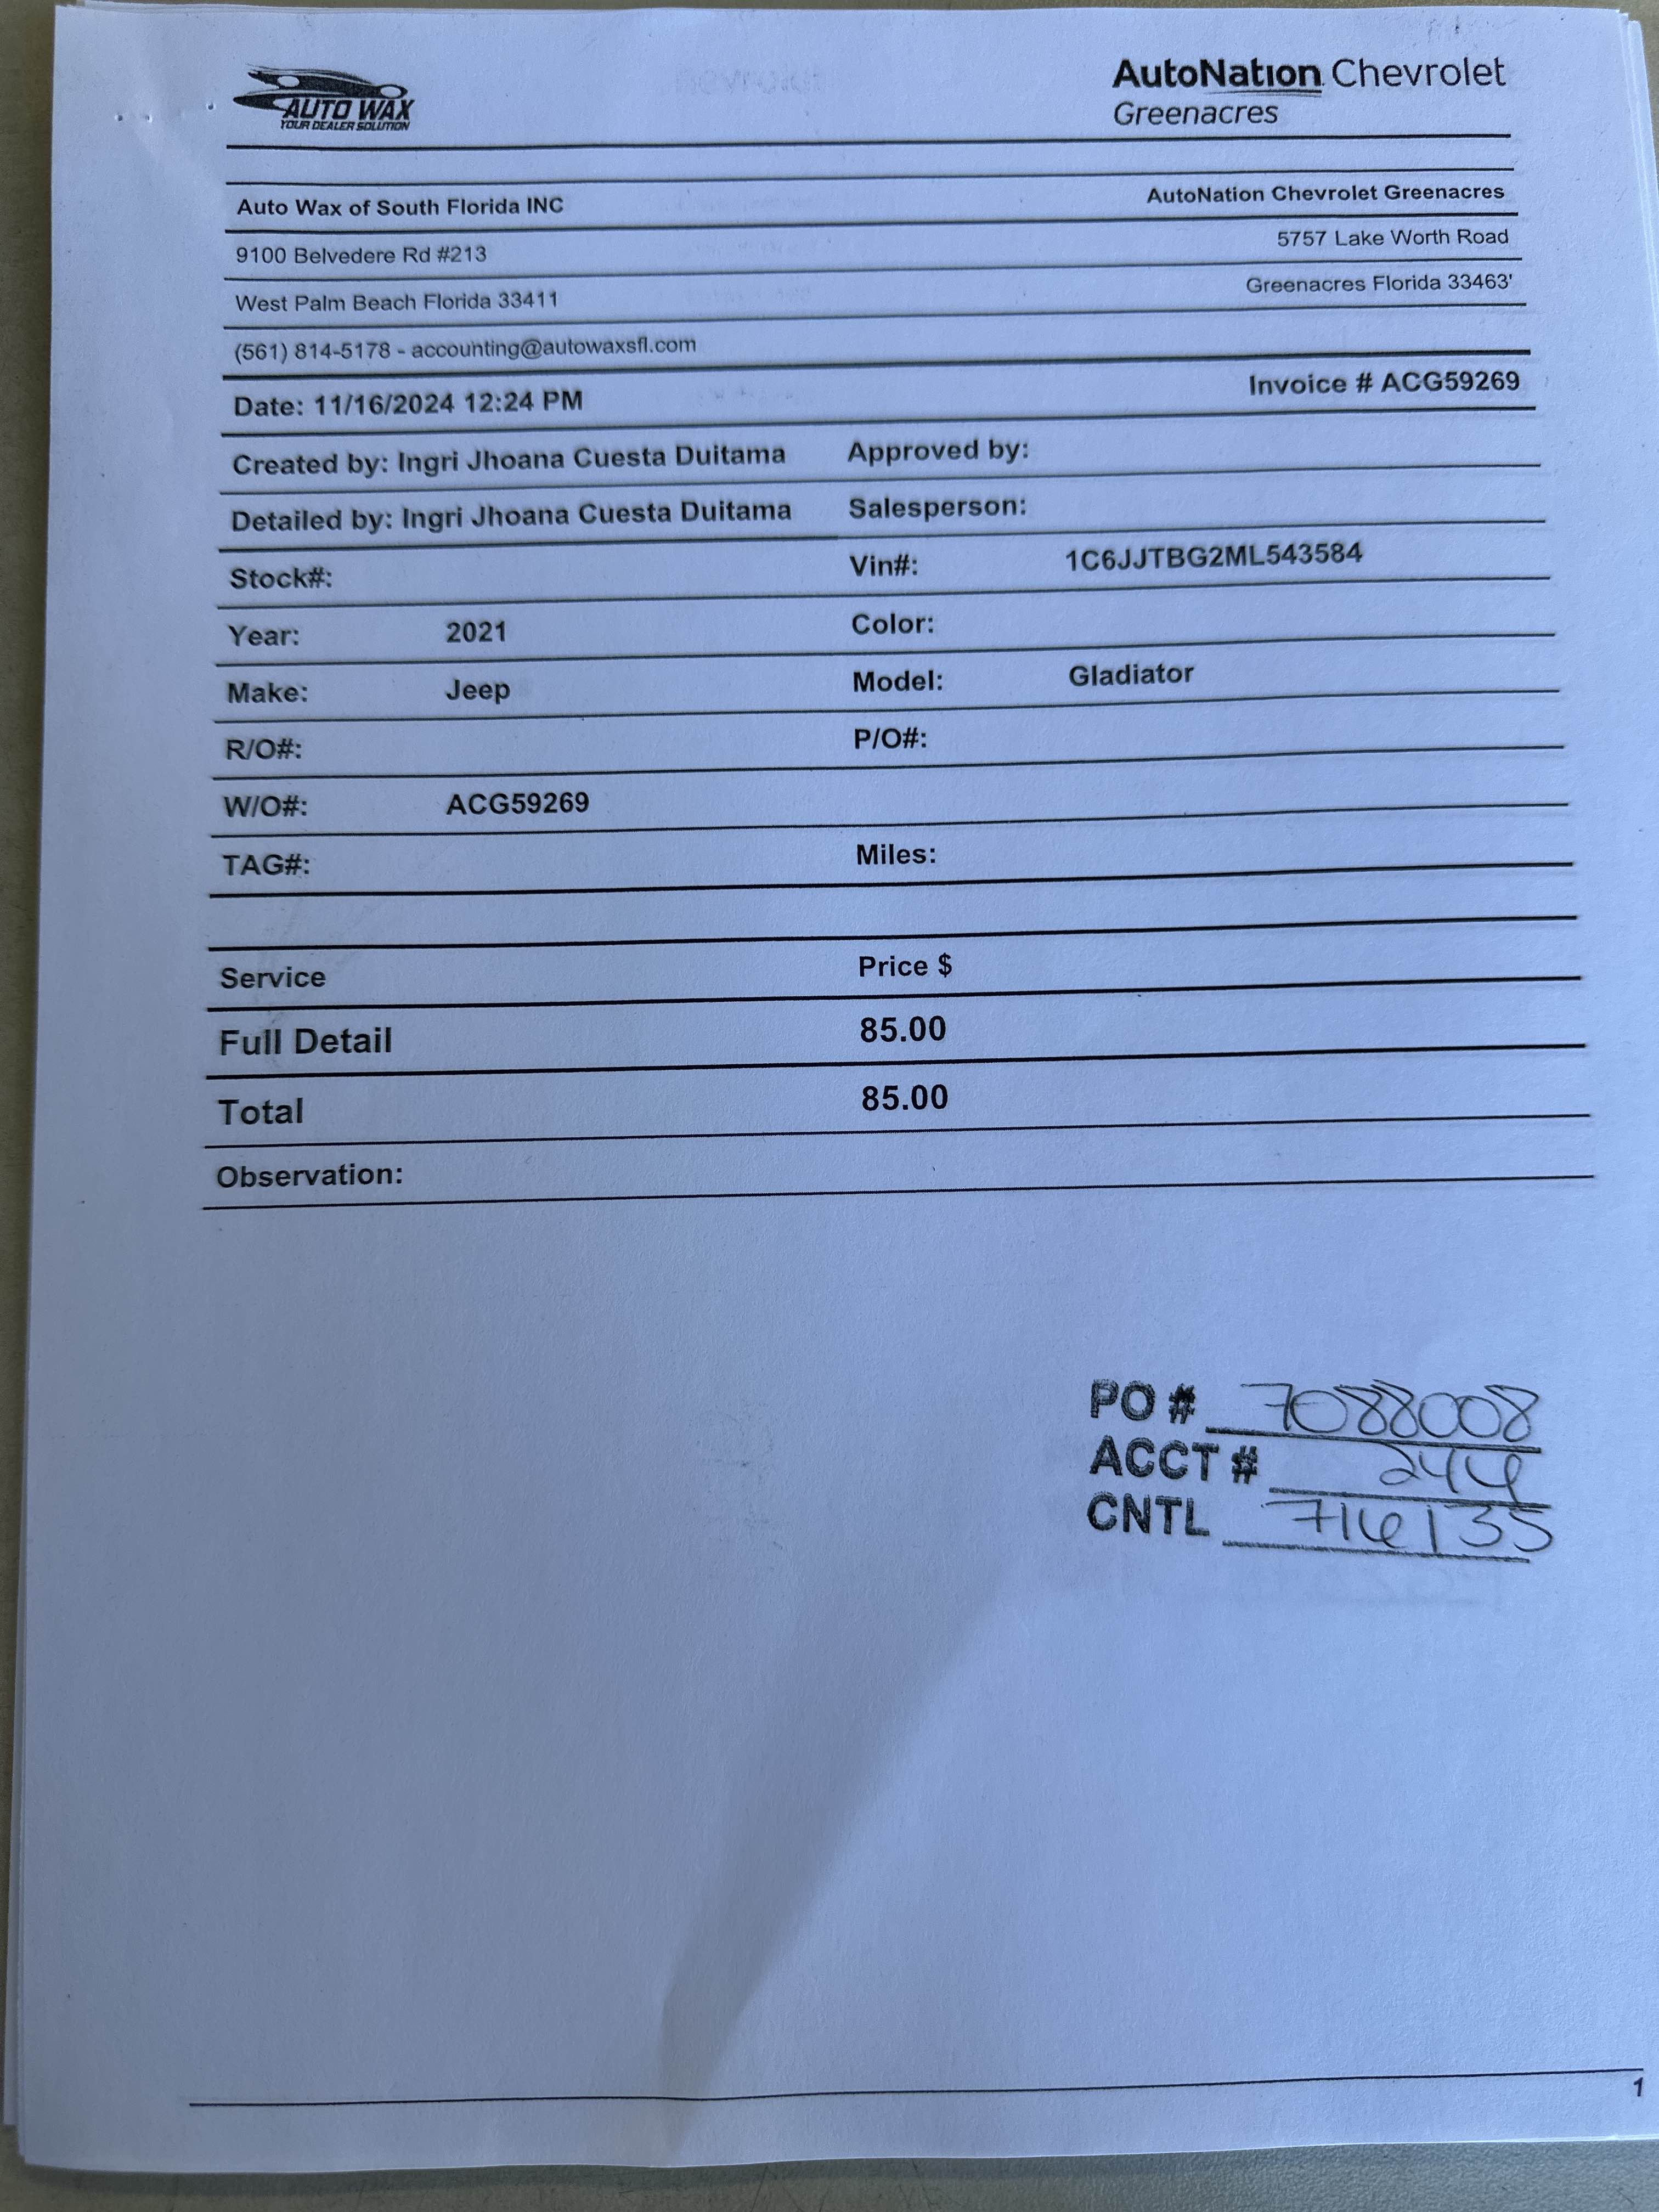 AUTO WAX
YOUR DEALER SOLUTION
AutoNation Chevrolet
Greenacres
Auto Wax of South Florida INC AutoNation Chevrolet Greenacres
9100 Belvedere Rd #213 5757 Lake Worth Road
West Palm Beach Florida 33411 Greenacres Florida 33463'
(561) 814-5178 - accounting@autowaxsfl.com
Date: 11/16/2024 12:24 PM Invoice # ACG59269
Created by: Ingri Jhoana Cuesta Duitama Approved by:
Detailed by: Ingri Jhoana Cuesta Duitama Salesperson:
Stock#: Vin#: 1C6JJTBG2ML543584
Year: 2021 Color:
Make: Jeep Model: Gladiator
R/O#: P/O#:
W/O#: ACG59269
TAG#: Miles:
Service Price $
Full Detail 85.00
Total 85.00
Observation:
PO # 7088008
ACCT # 244
CNTL 716135
1